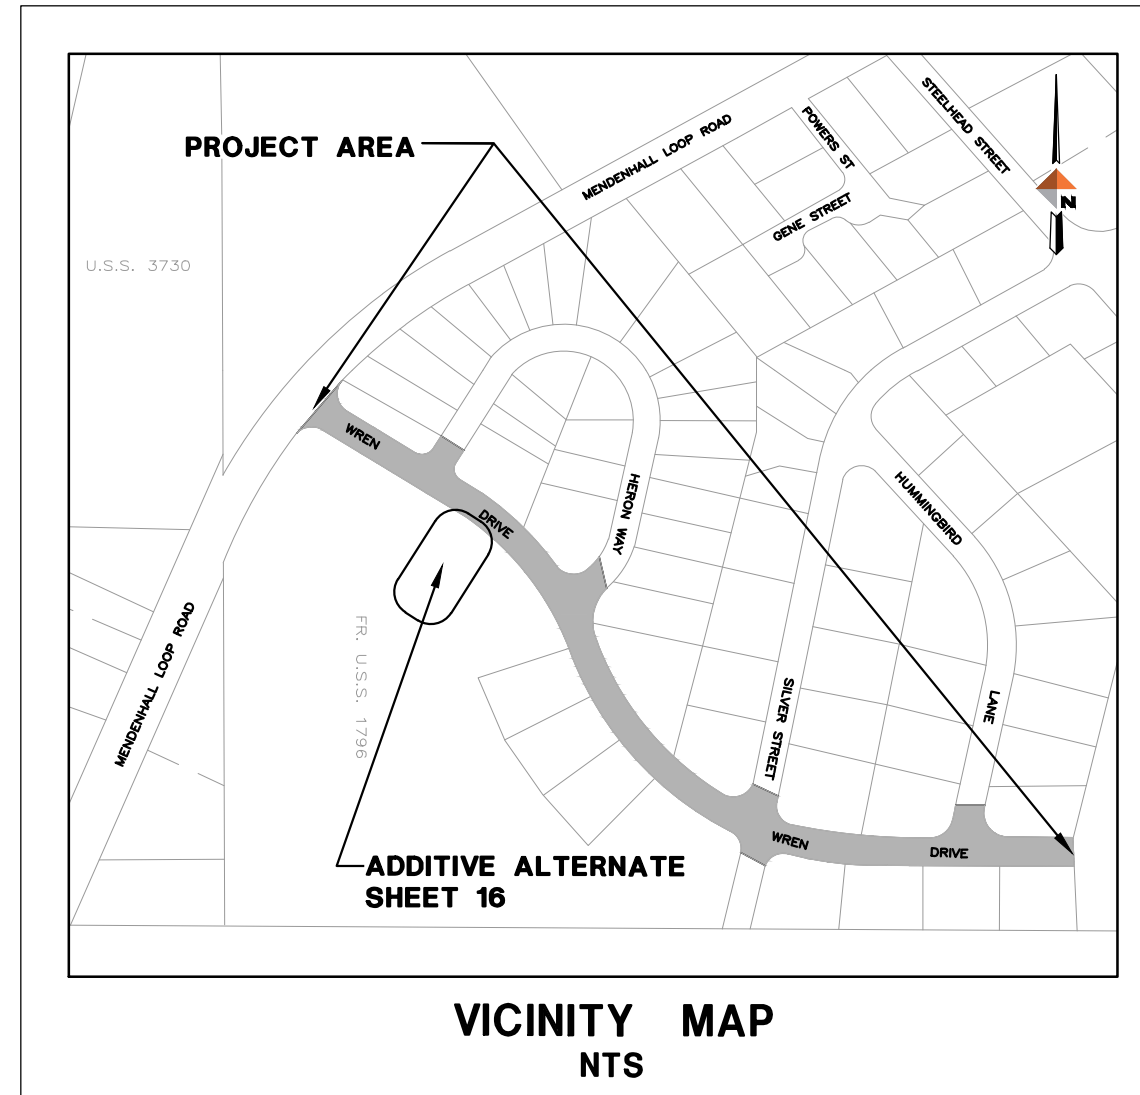 STEELHEAD STREET
POWERS ST
MENDENHALL LOOP ROAD
PROJECT AREA
N
GENE STREET
U.S.S. 3730
WREN
HERON WAY
HUMMINGBIRD
DRIVE
FR. U.S.S. 1796
MENDENHALL LOOP ROAD
SILVER STREET
LANE
WREN
DRIVE
ADDITIVE ALTERNATE
SHEET 16
VICINITY MAP
NTS